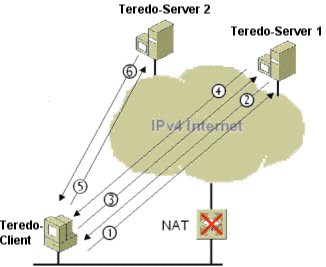 Teredo-Server 2
Teredo-Server 1
⑥
④
②
IPv4 Internet
⑤
③
Teredo-
Client
①
NAT